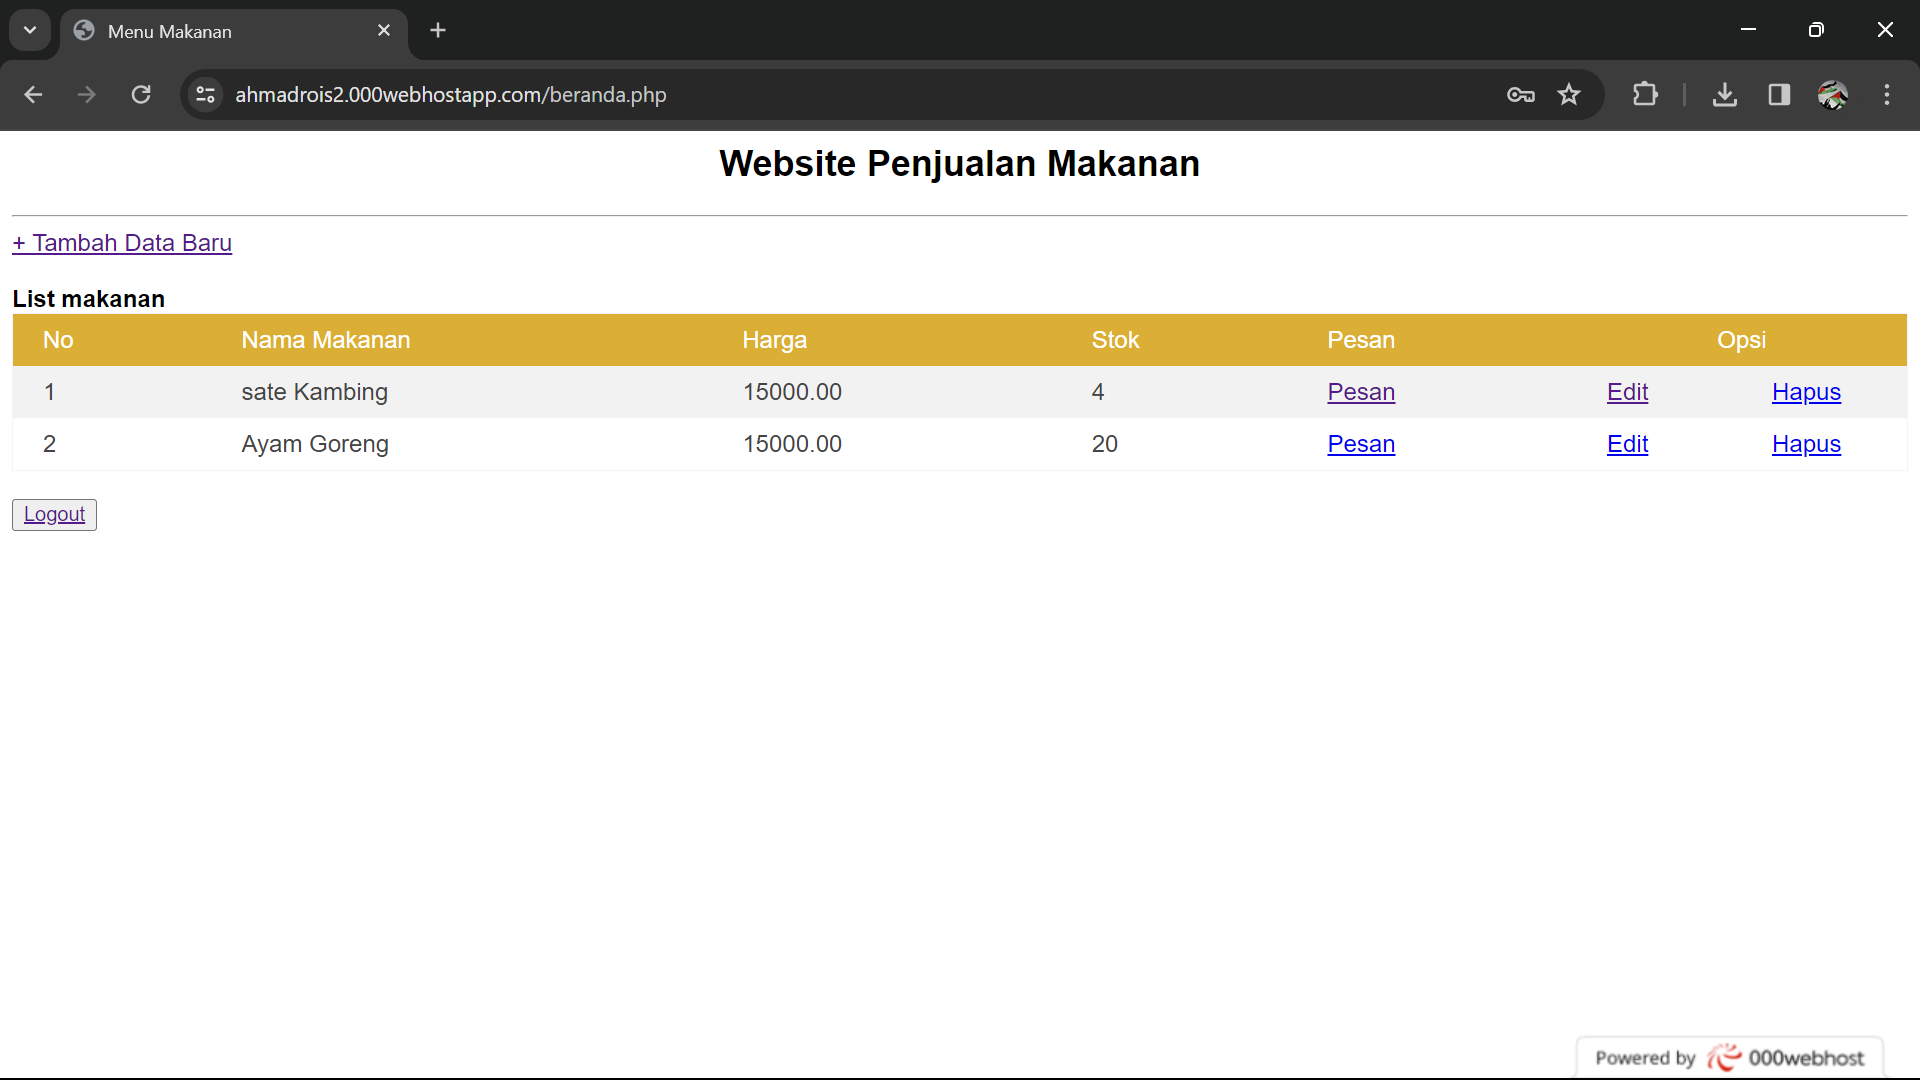 Menu Makanan
ahmadrois2.000webhostapp.com/beranda.php
Website Penjualan Makanan
+ Tambah Data Baru
List makanan
No Nama Makanan Harga Stok Pesan Opsi
1 sate Kambing 15000.00 4 Pesan Edit Hapus
2 Ayam Goreng 15000.00 20 Pesan Edit Hapus
Logout
Powered by 000webhost